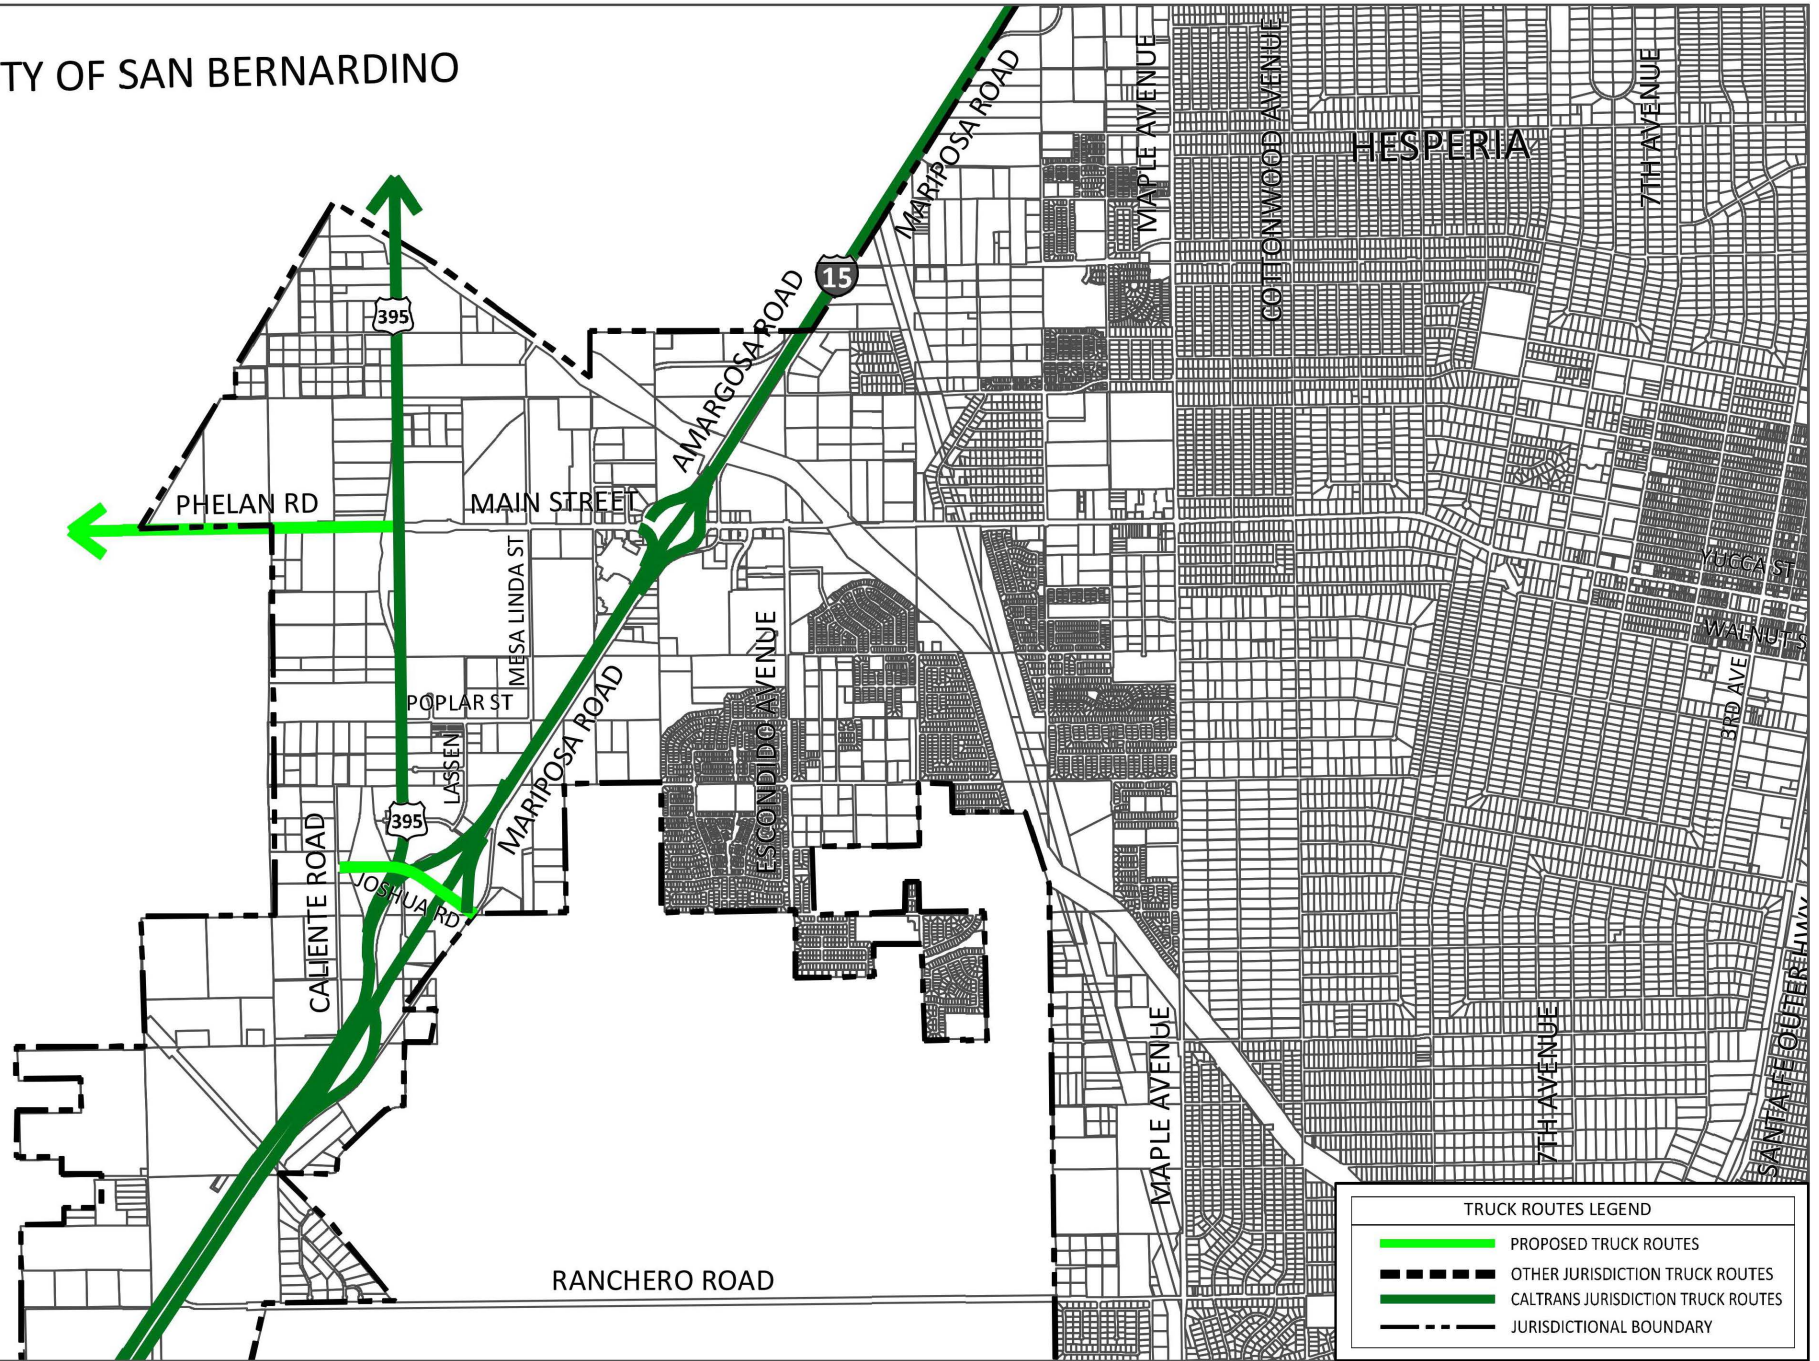 TY OF SAN BERNARDINO
MARIPOSA ROAD
MAPLE AVENUE
COTTONWOOD AVENUE
HESPERIA
7TH AVENUE
15
395
AMARGOSA ROAD
PHELAN RD
MAIN STREET
MESA LINDA ST
YUCCA ST
WALNUT S
3RD AVE
ESCONDIDO AVENUE
POPLAR ST
LASSEN
MARIPOSA ROAD
395
CALIENTE ROAD
JOSHUA RD
SANTA FE OUTER HWY
MAPLE AVENUE
7TH AVENUE
RANCHERO ROAD
TRUCK ROUTES LEGEND
PROPOSED TRUCK ROUTES
OTHER JURISDICTION TRUCK ROUTES
CALTRANS JURISDICTION TRUCK ROUTES
JURISDICTIONAL BOUNDARY